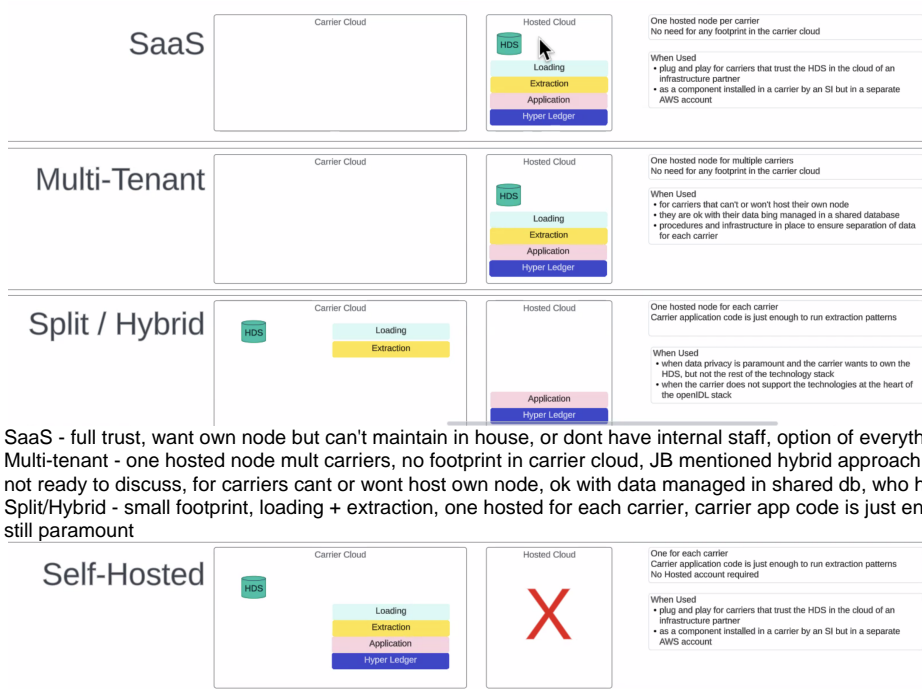 SaaS
Carrier Cloud
Hosted Cloud
HDS
Loading
Extraction
Application
Hyper Ledger
One hosted node per carrier
No need for any footprint in the carrier cloud
When Used
• plug and play for carriers that trust the HDS in the cloud of an
infrastructure partner
• as a component installed in a carrier by an SI but in a separate
AWS account
Multi-Tenant
Carrier Cloud
Hosted Cloud
HDS
Loading
Extraction
Application
Hyper Ledger
One hosted node for multiple carriers
No need for any footprint in the carrier cloud
When Used
• for carriers that can't or won't host their own node
• they are ok with their data bing managed in a shared database
• procedures and infrastructure in place to ensure separation of data
for each carrier
Split / Hybrid
Carrier Cloud
HDS
Loading
Extraction
Hosted Cloud
Application
Hyper Ledger
One hosted node for each carrier
Carrier application code is just enough to run extraction patterns
When Used
• when data privacy is paramount and the carrier wants to own the
HDS, but not the rest of the technology stack
• when the carrier does not support the technologies at the heart of
the openIDL stack
SaaS - full trust, want own node but can't maintain in house, or dont have internal staff, option of
Multi-tenant - one hosted node mult carriers, no footprint in carrier cloud, JB mentioned hybrid approach
not ready to discuss, for carriers cant or wont host own node, ok with data managed in shared db, who
Split/Hybrid - small footprint, loading + extraction, one hosted for each carrier, carrier app code is just
still paramount
Self-Hosted
Carrier Cloud
HDS
Loading
Extraction
Application
Hyper Ledger
Hosted Cloud
X
One for each carrier
Carrier application code is just enough to run extraction patterns
No Hosted account required
When Used
• plug and play for carriers that trust the HDS in the cloud of an
infrastructure partner
• as a component installed in a carrier by an SI but in a separate
AWS account